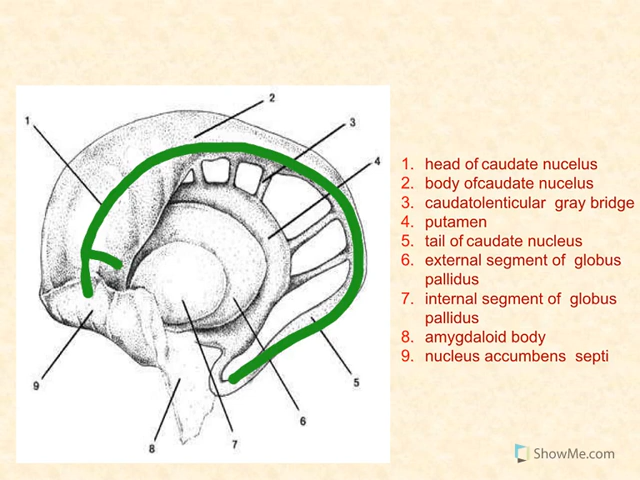 1
2
3
4
5
6
7
8
9
1. head of caudate nucelus
2. body ofcaudate nucelus
3. caudatolenticular gray bridge
4. putamen
5. tail of caudate nucleus
6. external segment of globus
pallidus
7. internal segment of globus
pallidus
8. amygdaloid body
9. nucleus accumbens septi
ShowMe.com